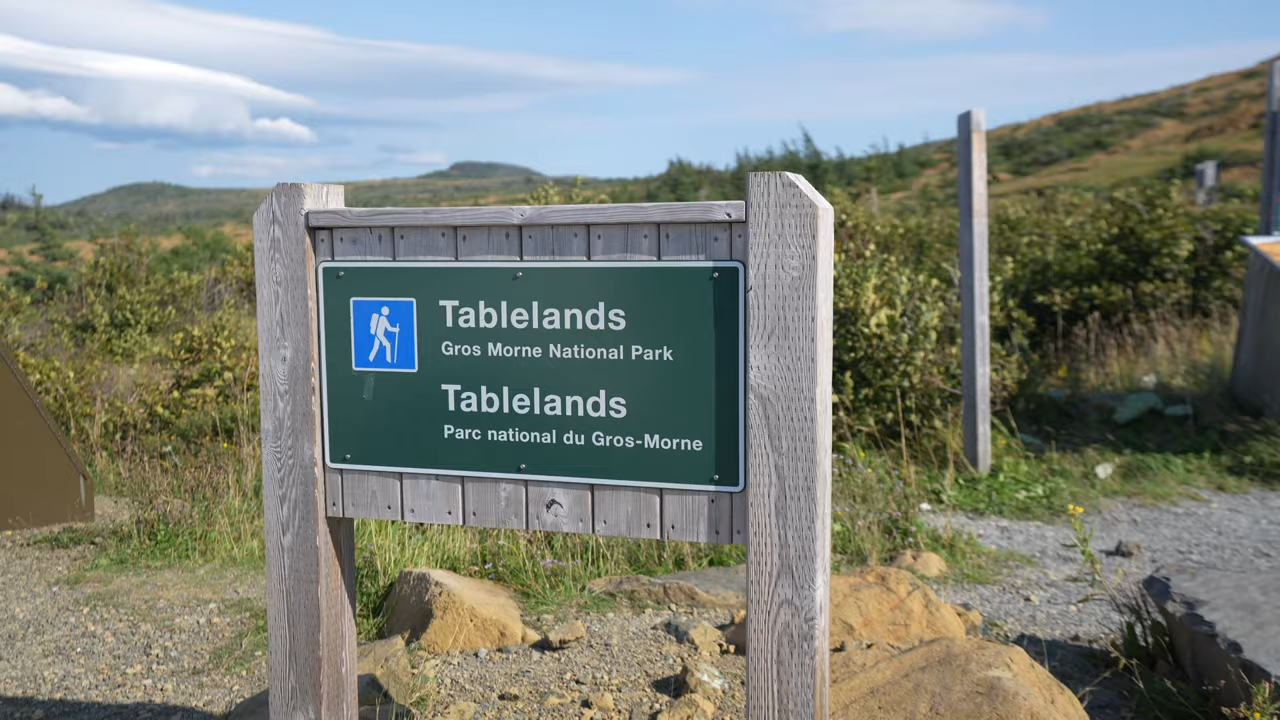 Tablelands
Gros Morne National Park
Tablelands
Parc national du Gros-Morne